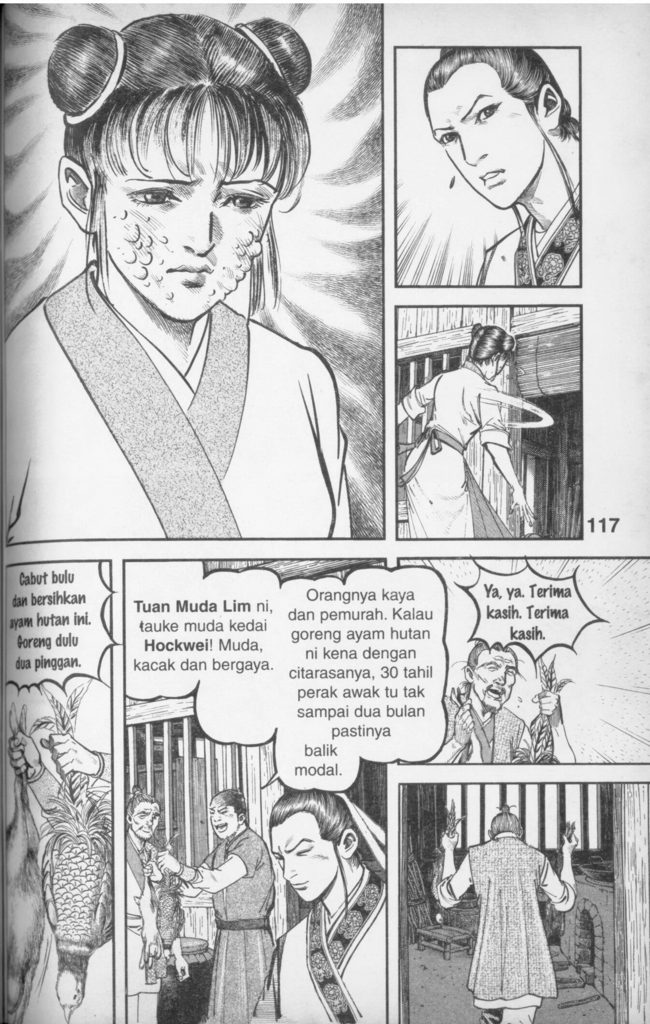 117
Cabut bulu
dan bersihkan
ayam hutan ini.
Goreng dulu
dua pinggan.
Tuan Muda Lim ni,
tauke muda kedai
Hockwei! Muda,
kacak dan bergaya.
Orangnya kaya
dan pemurah. Kalau
goreng ayam hutan
ni kena dengan
citarasanya, 30 tahil
perak awak tu tak
sampai dua bulan
pastinya
balik
modal.
Ya, ya. Terima
kasih. Terima
kasih.